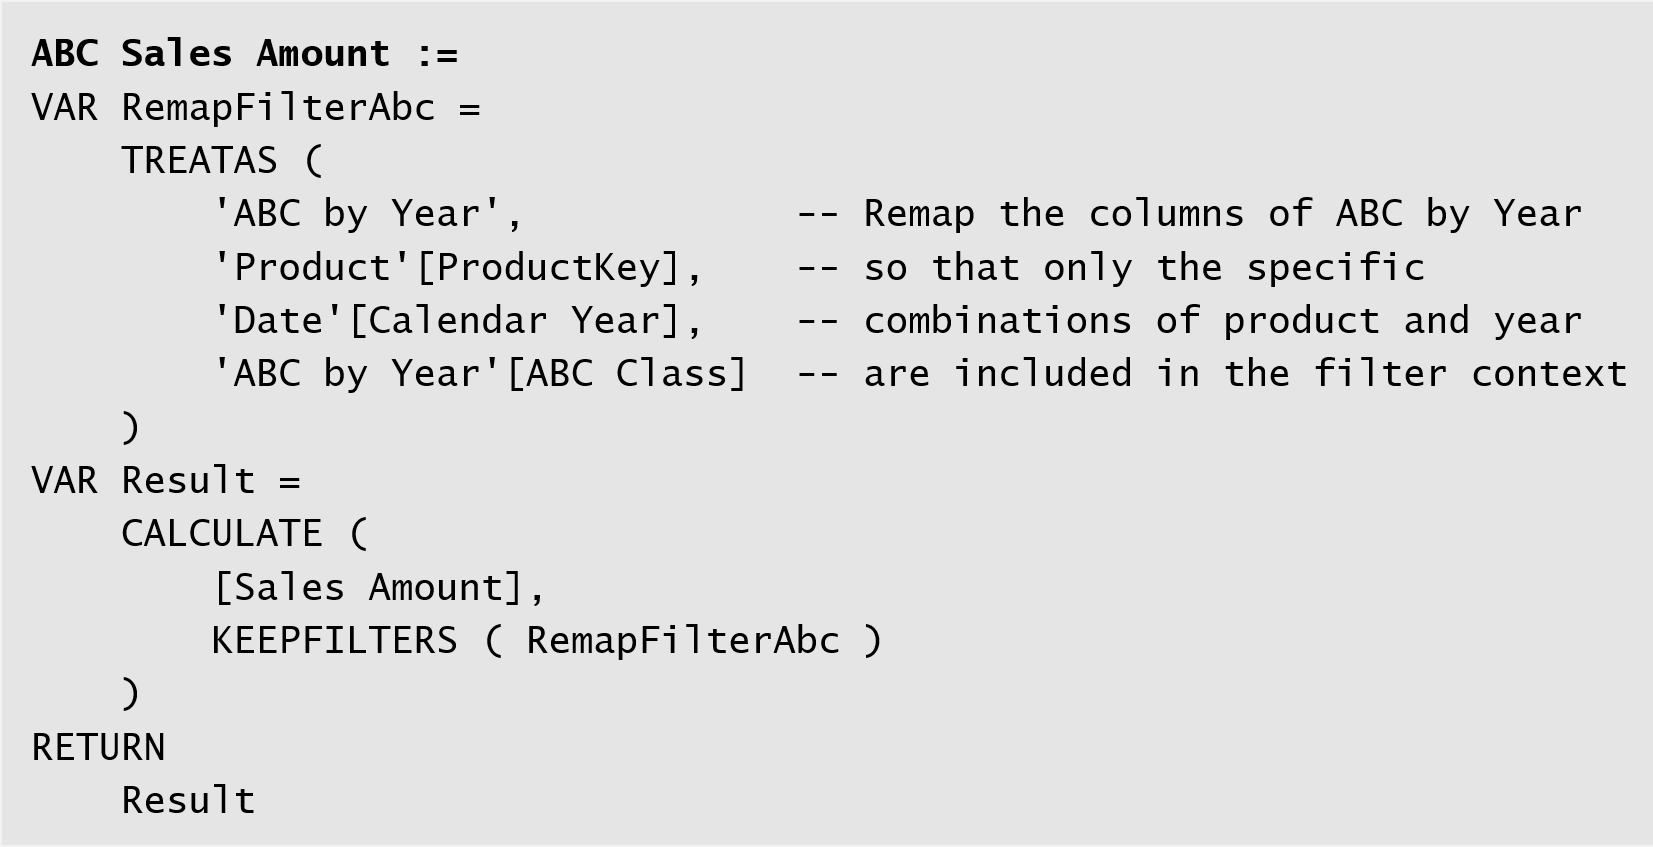 ABC Sales Amount :=
VAR RemapFilterAbc =
    TREATAS (
        'ABC by Year',            -- Remap the columns of ABC by Year
        'Product'[ProductKey],    -- so that only the specific
        'Date'[Calendar Year],    -- combinations of product and year
        'ABC by Year'[ABC Class]  -- are included in the filter context
    )
VAR Result =
    CALCULATE (
        [Sales Amount],
        KEEPFILTERS ( RemapFilterAbc )
    )
RETURN
    Result